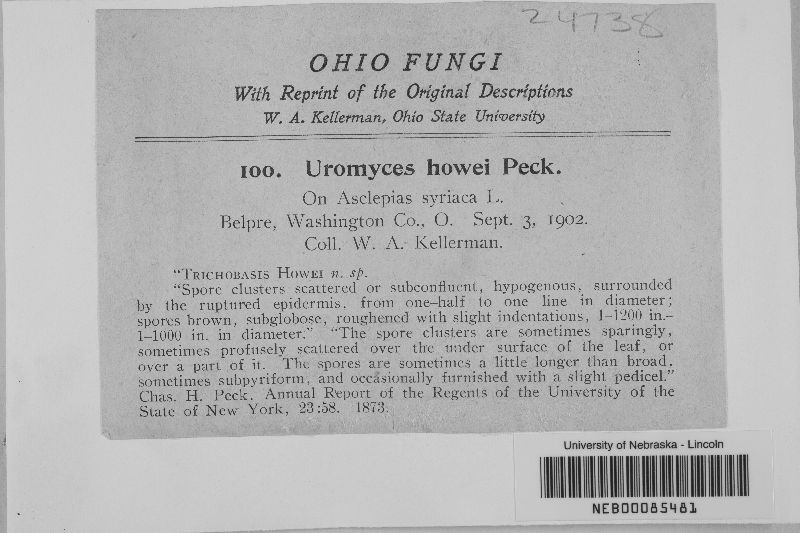 24738
OHIO FUNGI
With Reprint of the Original Descriptions
W. A. Kellerman, Ohio State University
100. Uromyces howei Peck.
On Asclepias syriaca L.
Belpre, Washington Co., O. Sept. 3, 1902.
Coll. W. A. Kellerman.
"TRICHOBASIS HOWEI n. sp.
"Spore clusters scattered or subconfluent, hypogenous, surrounded
by the ruptured epidermis, from one-half to one line in diameter;
spores brown, subglobose, roughened with slight indentations, 1-1200 in.-
1-1000 in. in diameter." "The spore clusters are sometimes sparingly,
sometimes profusely scattered over the under surface of the leaf, or
over a part of it. The spores are sometimes a little longer than broad,
sometimes subpyriform, and occasionally furnished with a slight pedicel."
Chas. H. Peck, Annual Report of the Regents of the University of the
State of New York, 23:58. 1873.
University of Nebraska - Lincoln
NEB00085481